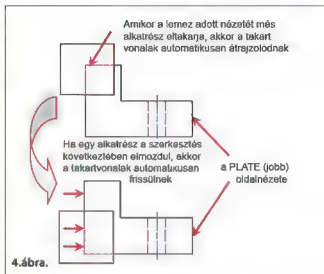 Amikor a lemez adott nézetét más
alkatrész eltakarja, akkor a takart
vonalak automatikusan átrajzolódnak
Ha egy alkatrész a szerkesztés
következtében elmozdul, akkor
a takartvonalak automatikusan
frissülnek
a PLATE (jobb)
oldalnézete
4.ábra.